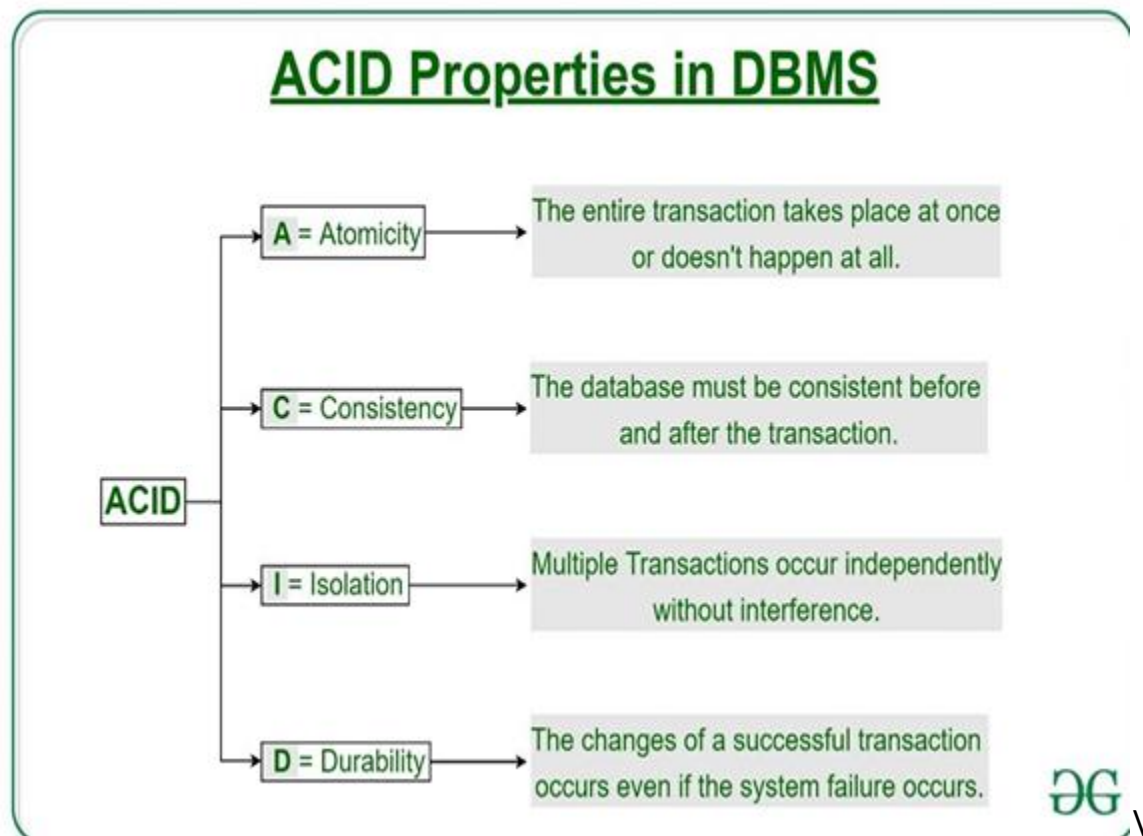 ACID Properties in DBMS
A = Atomicity
The entire transaction takes place at once
or doesn't happen at all.
C = Consistency
The database must be consistent before
and after the transaction.
ACID
I = Isolation
Multiple Transactions occur independently
without interference.
D = Durability
The changes of a successful transaction
occurs even if the system failure occurs.
GG
\